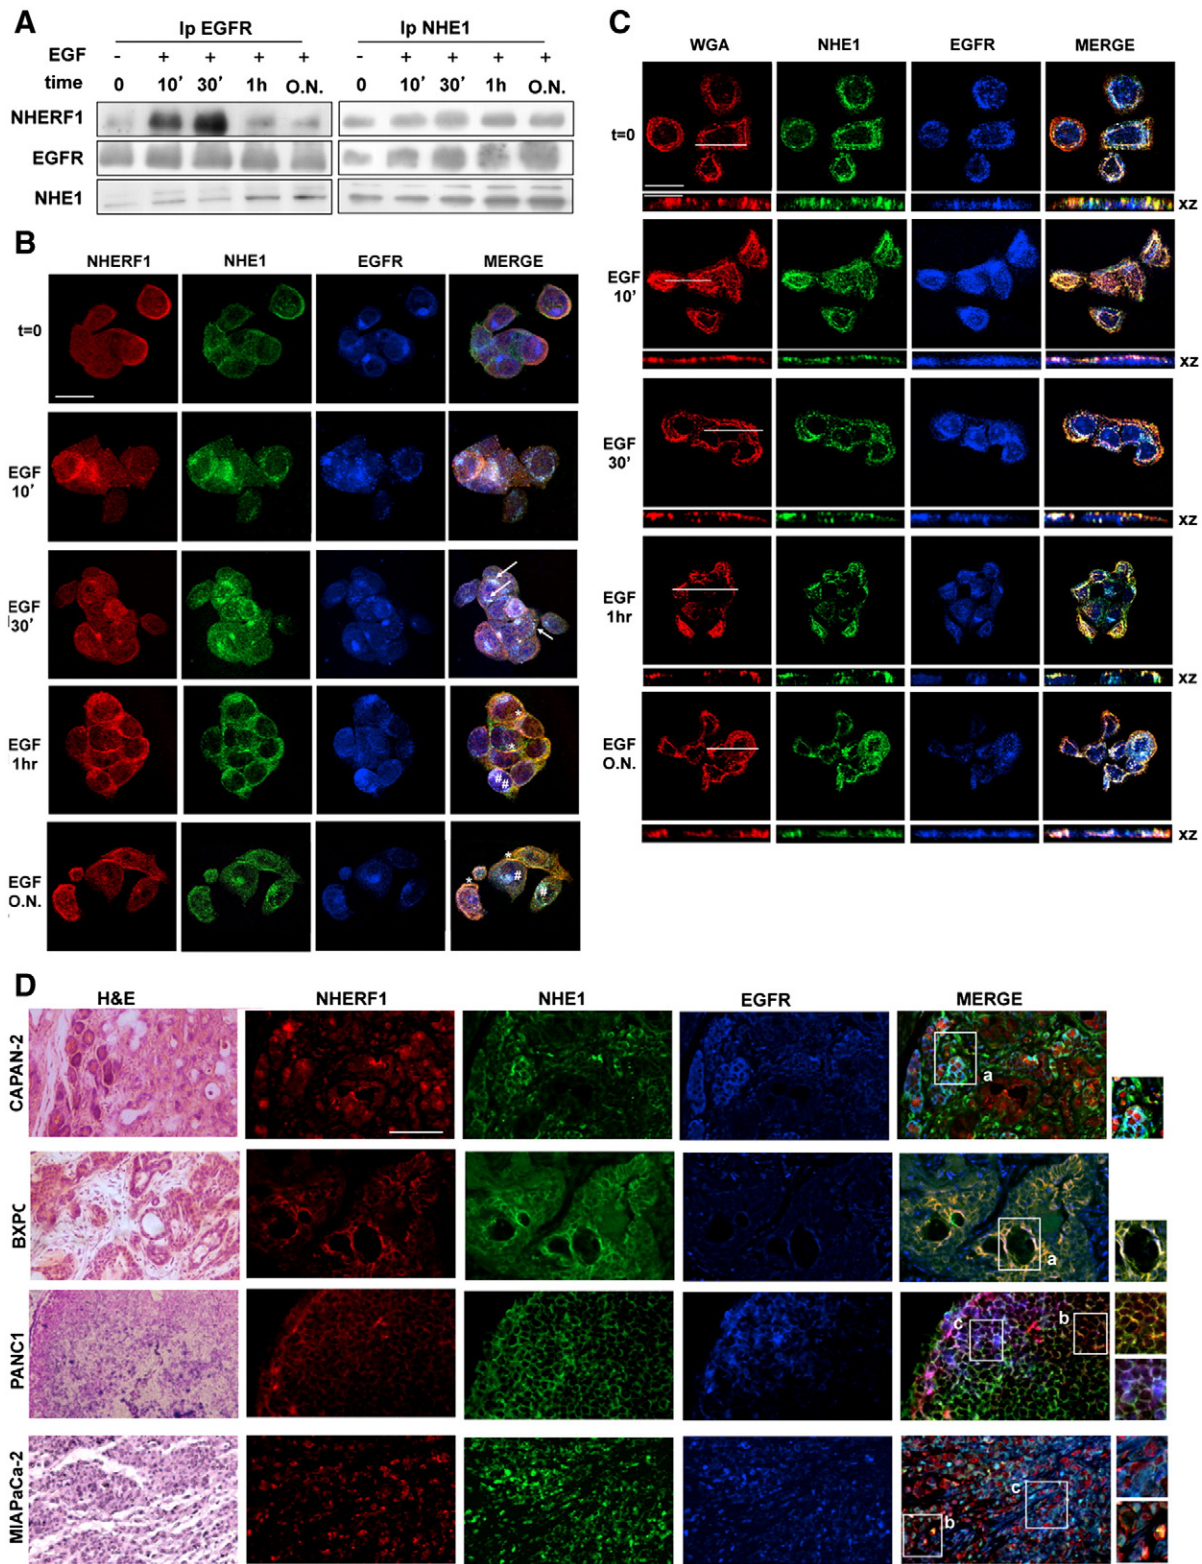 A
Ip EGFR Ip NHE1
EGF - + + + + - + + + +
time 0 10' 30' 1h O.N. 0 10' 30' 1h O.N.
NHERF1
EGFR
NHE1
B
NHERF1 NHE1 EGFR MERGE
t=0
EGF
10'
EGF
30'
EGF
1hr
*
*
##
EGF
O.N.
*
*
#
#
C
WGA NHE1 EGFR MERGE
t=0
xz
EGF
10'
xz
EGF
30'
xz
EGF
1hr
xz
EGF
O.N.
xz
D
H&E NHERF1 NHE1 EGFR MERGE
CAPAN-2
a
BXPC
a
PANC1
c b
MIAPaCa-2
c
b